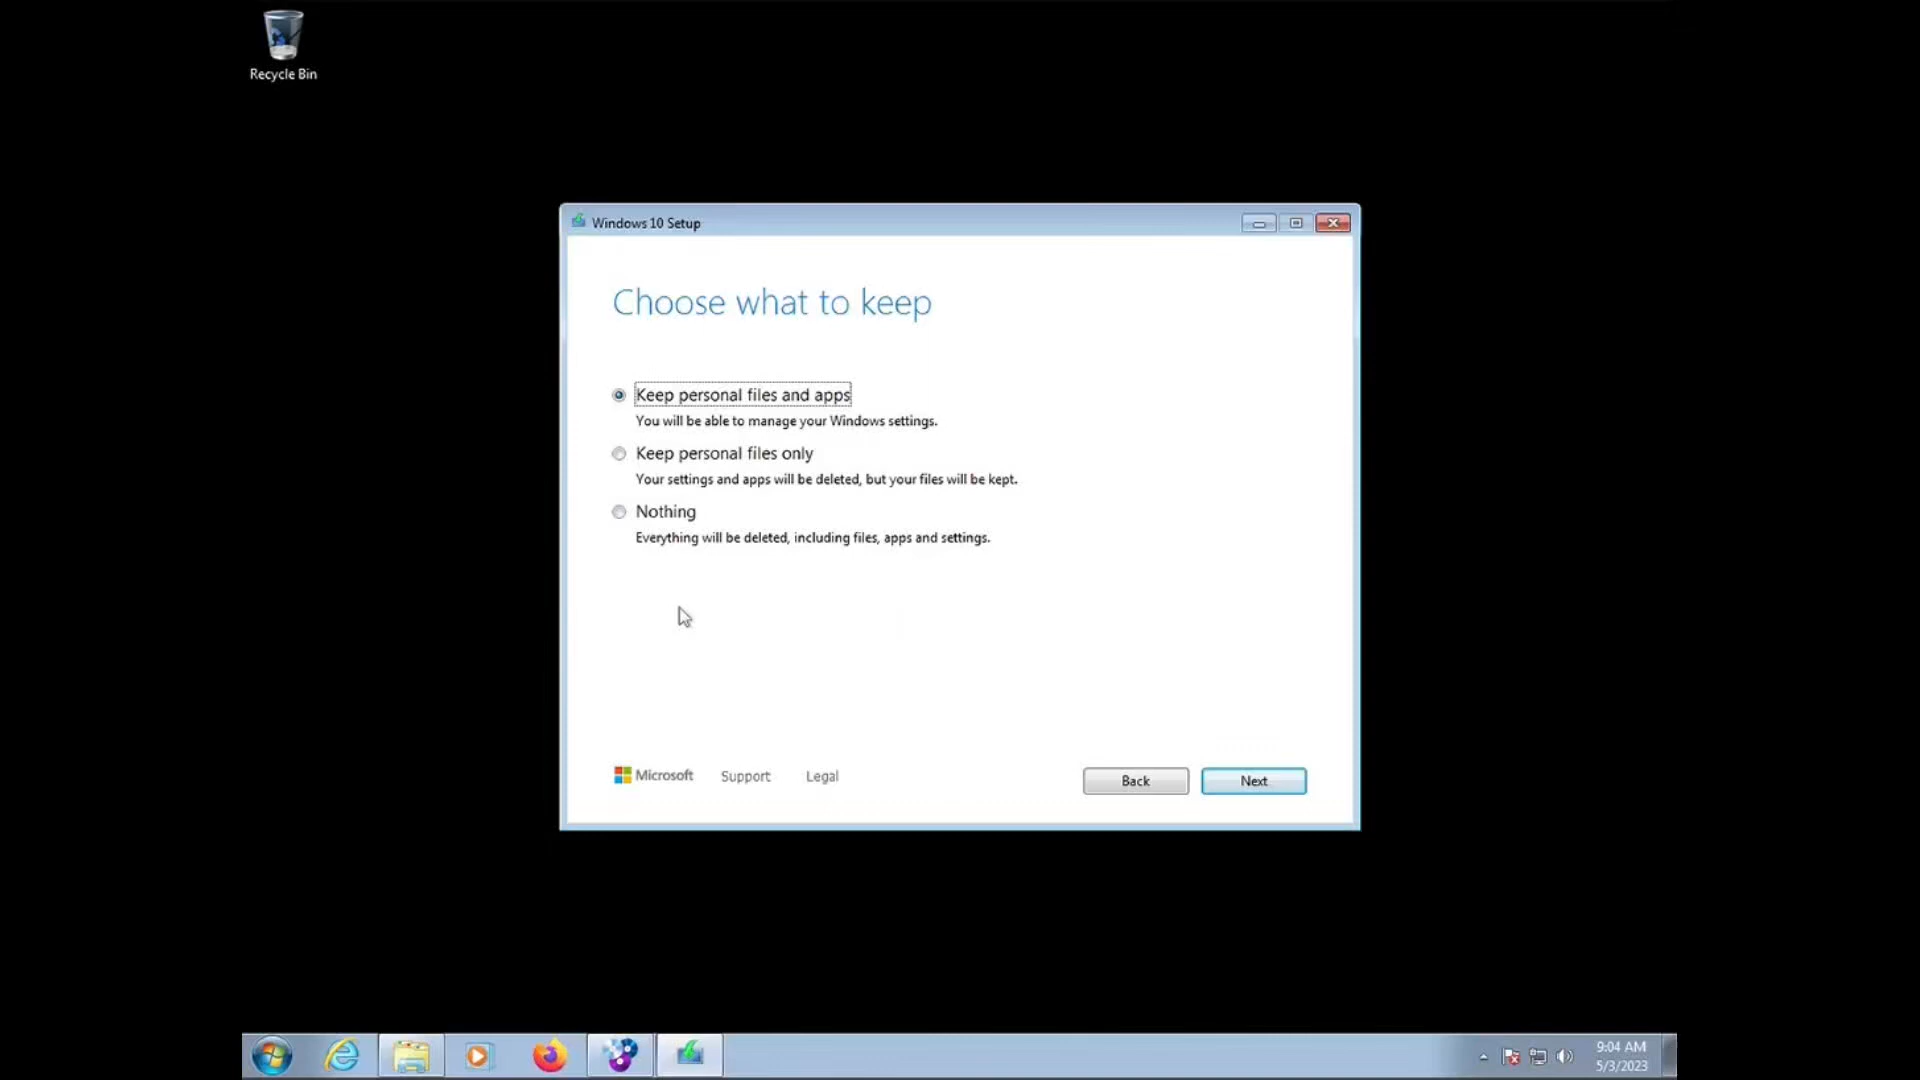 Recycle Bin
Windows 10 Setup
Choose what to keep
Keep personal files and apps
You will be able to manage your Windows settings.
Keep personal files only
Your settings and apps will be deleted, but your files will be kept.
Nothing
Everything will be deleted, including files, apps and settings.
Microsoft Support Legal
Back Next
9:04 AM
5/3/2023